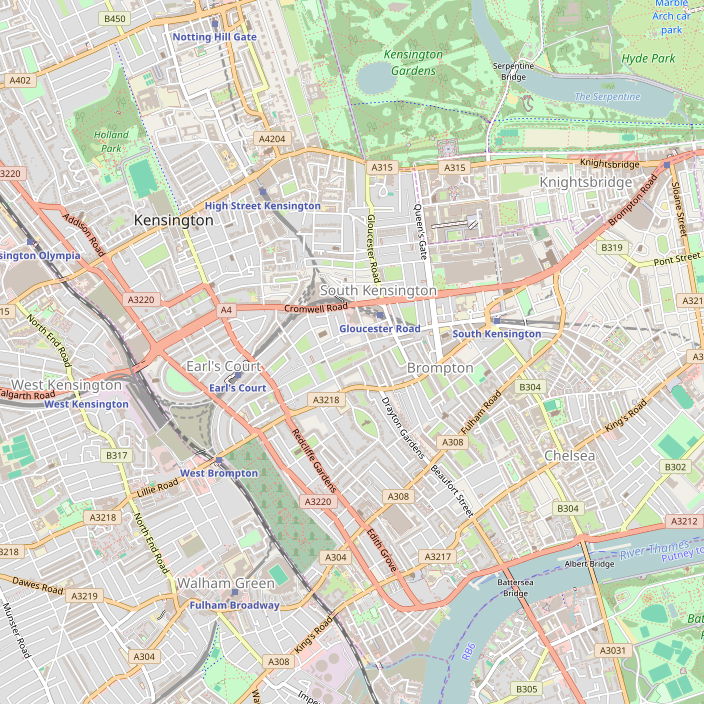 Marble
Arch car
park
B450
Notting Hill Gate
Kensington
Gardens
Hyde Park
Serpentine
Bridge
A402
The Serpentine
Holland
Park
A4204
A315
A315
Knightsbridge
3220
Knightsbridge
Brompton Road
Sloane Street
High Street Kensington
Kensington
Addison Road
Gloucester Road
Queen's Gate
B319
Pont Street
sington Olympia
South Kensington
A3220
A321
A4
Cromwell Road
15
North End Road
Gloucester Road
South Kensington
A3
Earl's Court
Brompton
West Kensington
Earl's Court
B304
algarth Road
West Kensington
A3218
Drayton Gardens
Fulham Road
King's Road
A308
B317
Redcliffe Gardens
Chelsea
B302
West Brompton
Beaufort Street
Lillie Road
A308
A3220
B304
A3218
North End Road
A3212
Edith Grove
3218
A304
A3217
River Thames
Putney to
Albert Bridge
Dawes Road
Walham Green
Battersea
Bridge
A3219
Fulham Broadway
Munster Road
King's Road
Bat
RB6
A304
A308
A3031
Wa
Impe
B305